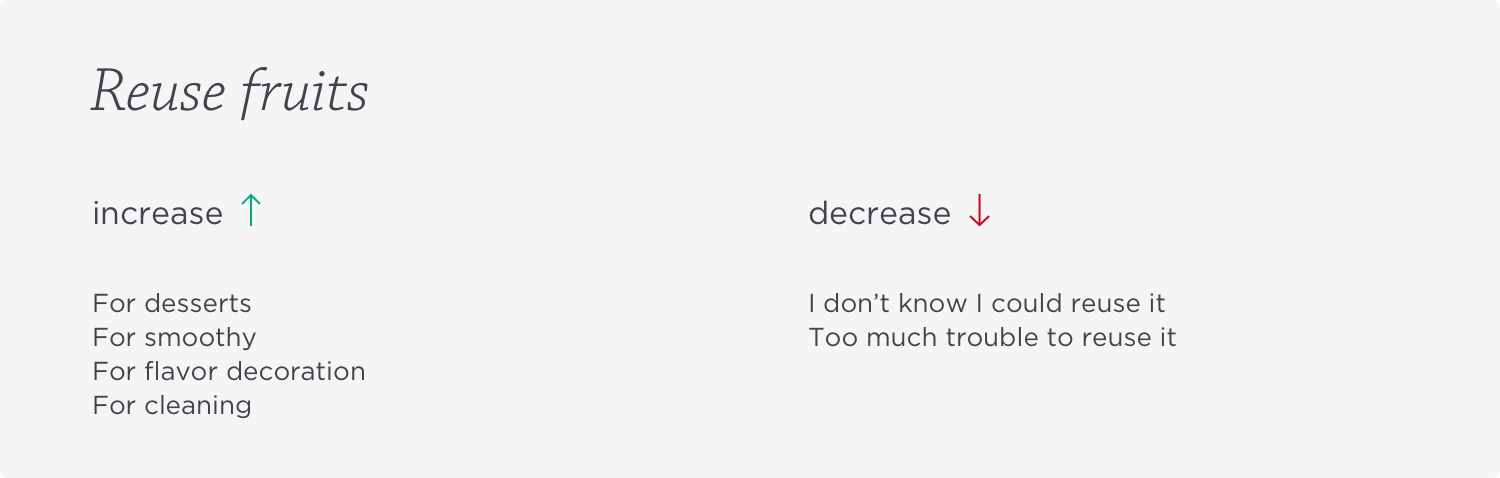 Reuse fruits
increase ↑
For desserts
For smoothy
For flavor decoration
For cleaning
decrease ↓
I don’t know I could reuse it
Too much trouble to reuse it